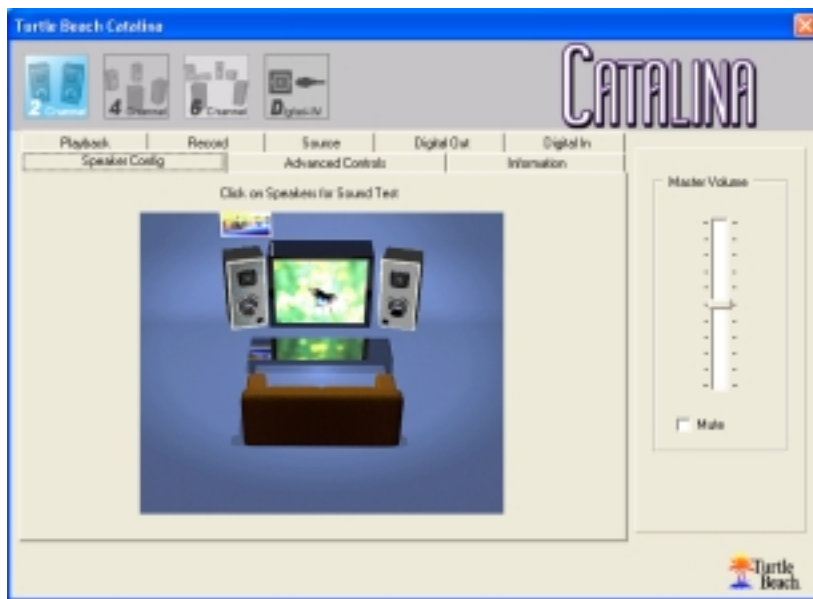 Turtle Beach Catalina
2 Channel
4 Channel
6 Channel
Digital-IN
CATALINA
Playback
Record
Source
Digital Out
Digital In
Speaker Config
Advanced Controls
Information
Click on Speakers for Sound Test
Master Volume
Mute
Turtle
Beach